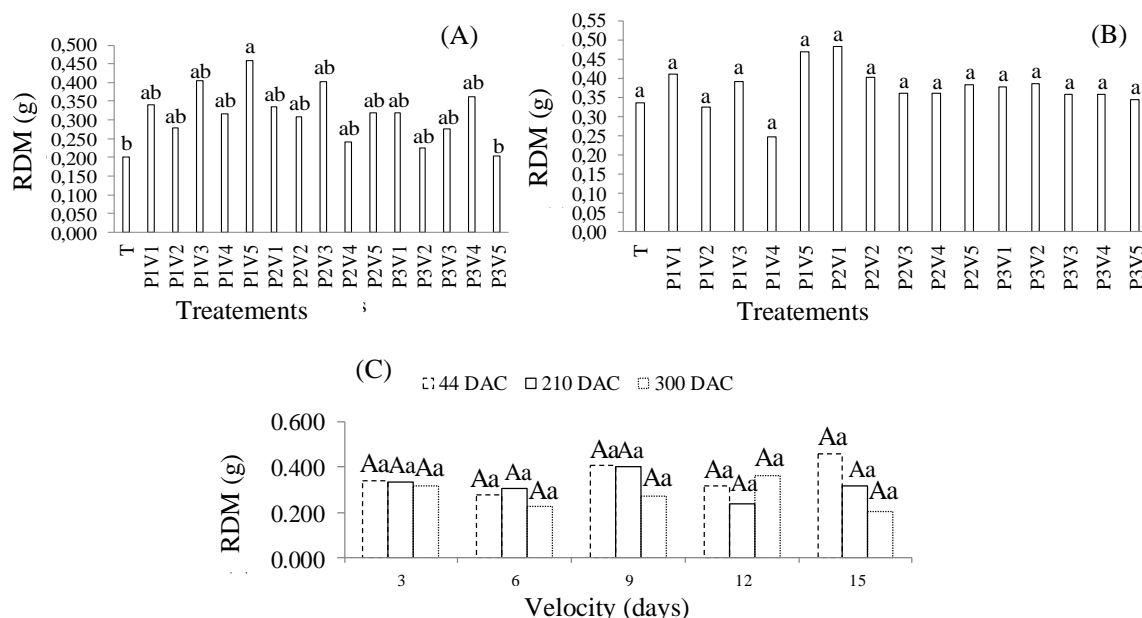 (A)
RDM (g)
0,500
0,450
0,400
0,350
0,300
0,250
0,200
0,150
0,100
0,050
0,000
b ab ab ab ab a ab ab ab ab ab ab ab ab ab b
T P1V1 P1V2 P1V3 P1V4 P1V5 P2V1 P2V2 P2V3 P2V4 P2V5 P3V1 P3V2 P3V3 P3V4 P3V5
Treatements
(B)
RDM (g)
0,55
0,50
0,45
0,40
0,35
0,30
0,25
0,20
0,15
0,10
0,05
0,00
a a a a a a a a a a a a a a a a
T P1V1 P1V2 P1V3 P1V4 P1V5 P2V1 P2V2 P2V3 P2V4 P2V5 P3V1 P3V2 P3V3 P3V4 P3V5
Treatements
(C)
44 DAC 210 DAC 300 DAC
RDM (g)
0.600
0.400
0.200
0.000
Aa Aa Aa Aa Aa Aa Aa Aa Aa Aa Aa Aa Aa Aa Aa
3 6 9 12 15
Velocity (days)